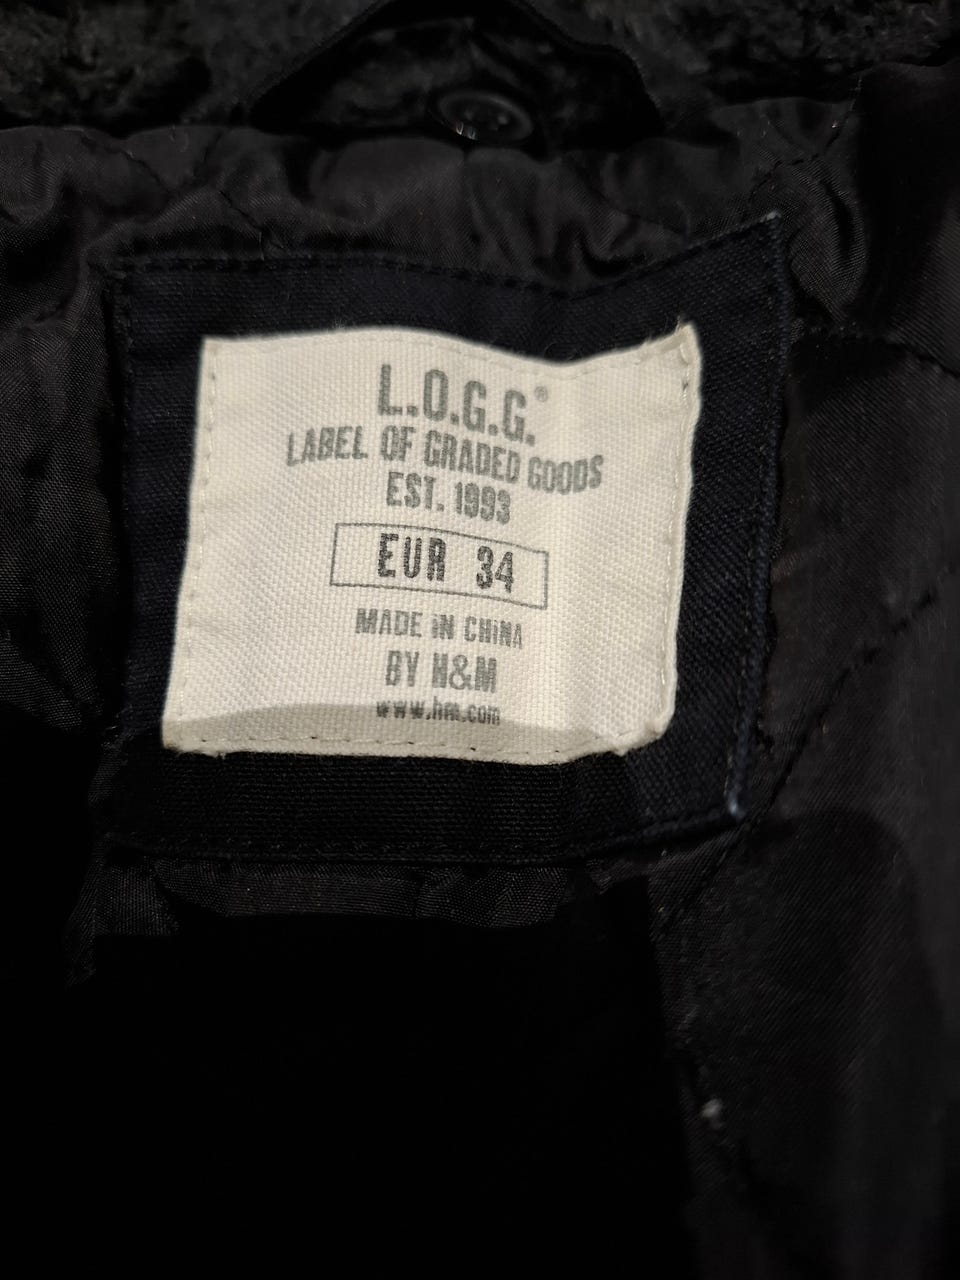 L.O.G.G.®
LABEL OF GRADED GOODS
EST. 1993
EUR 34
MADE IN CHINA
BY H&M
www.hm.com